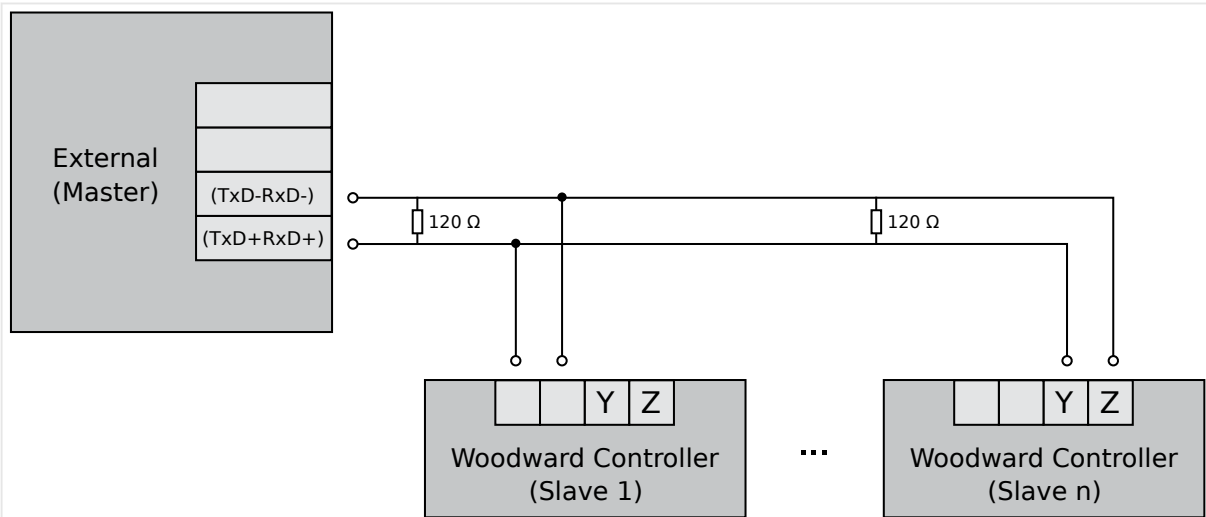 External
(Master)
(TxD-RxD-)
(TxD+RxD+)
120 Ω
120 Ω
Y
Z
Woodward Controller
(Slave 1)
...
Y
Z
Woodward Controller
(Slave n)